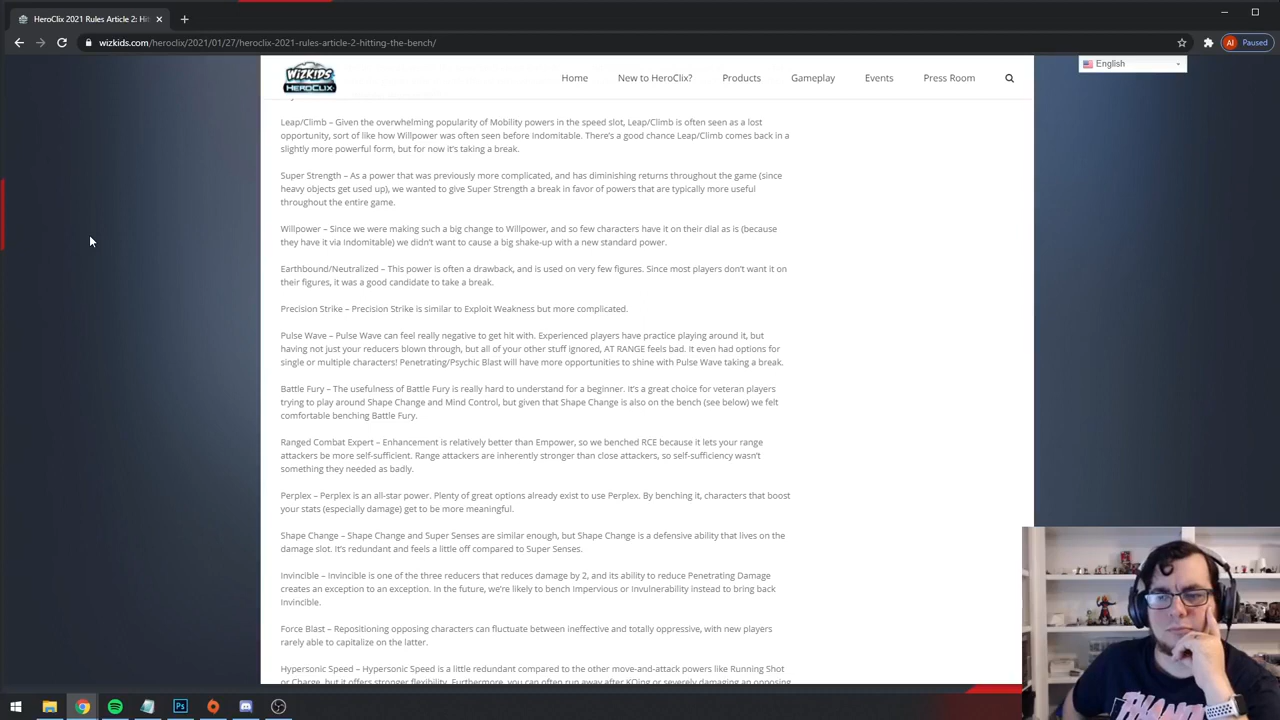 HeroClix 2021 Rules Article 2: Hit
wizkids.com/heroclix/2021/01/27/heroclix-2021-rules-article-2-hitting-the-bench/
AI Paused
WIZKIDS HEROCLIX
Home New to HeroClix? Products Gameplay Events Press Room
English
Leap/Climb – Given the overwhelming popularity of Mobility powers in the speed slot, Leap/Climb is often seen as a lost
opportunity, sort of like how Willpower was often seen before Indomitable. There's a good chance Leap/Climb comes back in a
slightly more powerful form, but for now it's taking a break.
Super Strength – As a power that was previously more complicated, and has diminishing returns throughout the game (since
heavy objects get used up), we wanted to give Super Strength a break in favor of powers that are typically more useful
throughout the entire game.
Willpower – Since we were making such a big change to Willpower, and so few characters have it on their dial as is (because
they have it via Indomitable) we didn't want to cause a big shake-up with a new standard power.
Earthbound/Neutralized – This power is often a drawback, and is used on very few figures. Since most players don't want it on
their figures, it was a good candidate to take a break.
Precision Strike – Precision Strike is similar to Exploit Weakness but more complicated.
Pulse Wave – Pulse Wave can feel really negative to get hit with. Experienced players have practice playing around it, but
having not just your reducers blown through, but all of your other stuff ignored, AT RANGE feels bad. It even had options for
single or multiple characters! Penetrating/Psychic Blast will have more opportunities to shine with Pulse Wave taking a break.
Battle Fury – The usefulness of Battle Fury is really hard to understand for a beginner. It's a great choice for veteran players
trying to play around Shape Change and Mind Control, but given that Shape Change is also on the bench (see below) we felt
comfortable benching Battle Fury.
Ranged Combat Expert – Enhancement is relatively better than Empower, so we benched RCE because it lets your range
attackers be more self-sufficient. Range attackers are inherently stronger than close attackers, so self-sufficiency wasn't
something they needed as badly.
Perplex – Perplex is an all-star power. Plenty of great options already exist to use Perplex. By benching it, characters that boost
your stats (especially damage) get to be more meaningful.
Shape Change – Shape Change and Super Senses are similar enough, but Shape Change is a defensive ability that lives on the
damage slot. It's redundant and feels a little off compared to Super Senses.
Invincible – Invincible is one of the three reducers that reduces damage by 2, and its ability to reduce Penetrating Damage
creates an exception to an exception. In the future, we're likely to bench Impervious or Invulnerability instead to bring back
Invincible.
Force Blast – Repositioning opposing characters can fluctuate between ineffective and totally oppressive, with new players
rarely able to capitalize on the latter.
Hypersonic Speed – Hypersonic Speed is a little redundant compared to the other move-and-attack powers like Running Shot
or Charge, but it offers stronger flexibility. Furthermore, you can often run away after KOing or severely damaging an opposing